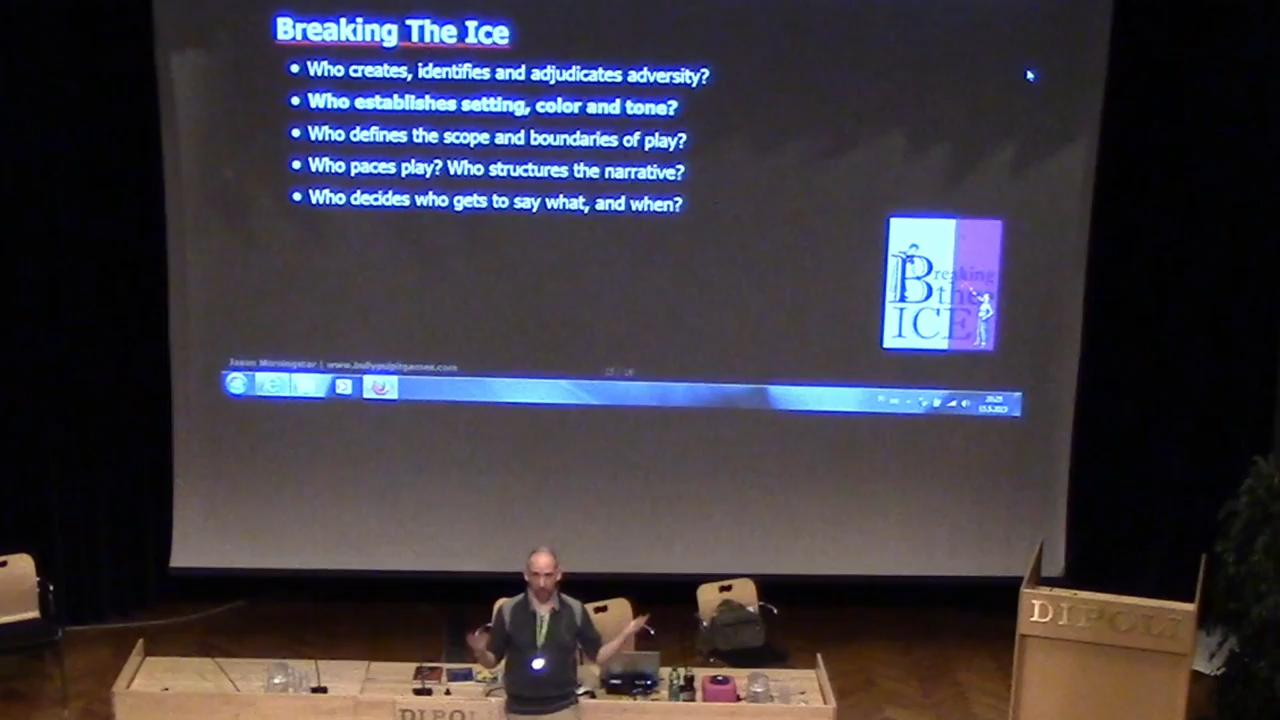 Breaking The Ice
• Who creates, identifies and adjudicates adversity?
• Who establishes setting, color and tone?
• Who defines the scope and boundaries of play?
• Who paces play? Who structures the narrative?
• Who decides who gets to say what, and when?
Breaking
the
ICE
Jason Morningstar | www.bullypulpitgames.com
DIPOLI
DIPOLI